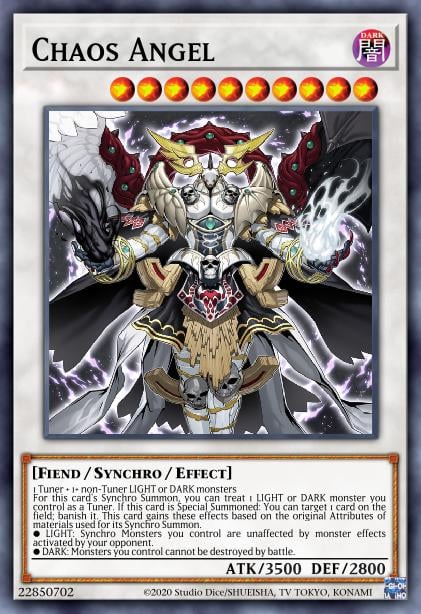 CHAOS ANGEL
DARK
闇
[FIEND / SYNCHRO / EFFECT]
1 Tuner + 1+ non-Tuner LIGHT or DARK monsters
For this card's Synchro Summon, you can treat 1 LIGHT or DARK monster you
control as a Tuner. If this card is Special Summoned: You can target 1 card on the
field; banish it. This card gains these effects based on the original Attributes of
materials used for its Synchro Summon.
● LIGHT: Synchro Monsters you control are unaffected by monster effects
activated by your opponent.
● DARK: Monsters you control cannot be destroyed by battle.
ATK/3500 DEF/2800
22850702 ©2020 Studio Dice/SHUEISHA, TV TOKYO, KONAMI